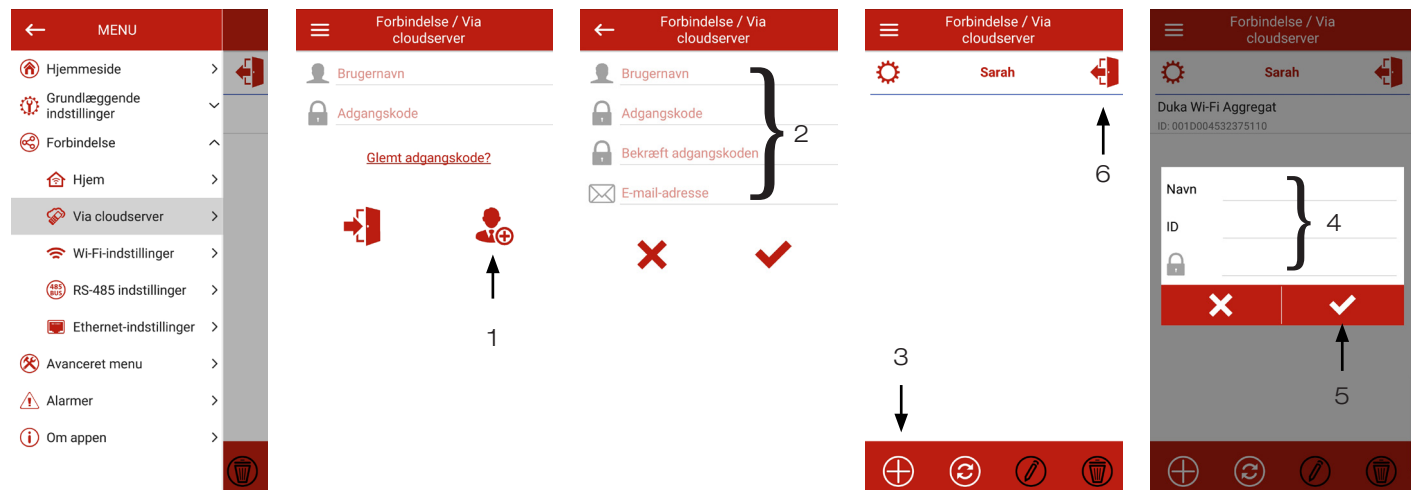 MENU
Hjemmeside
Grundlæggende
indstillinger
Forbindelse
Hjem
Via cloudserver
Wi-Fi-indstillinger
485
BUS
RS-485 indstillinger
Ethernet-indstillinger
Avanceret menu
Alarmer
Om appen
Forbindelse / Via
cloudserver
Brugernavn
Adgangskode
Glemt adgangskode?
1
Forbindelse / Via
cloudserver
Brugernavn
Adgangskode
Bekræft adgangskoden
E-mail-adresse
2
Forbindelse / Via
cloudserver
Sarah
6
3
Forbindelse / Via
cloudserver
Sarah
Duka Wi-Fi Aggregat
ID: 001D004532375110
Navn
ID
4
5